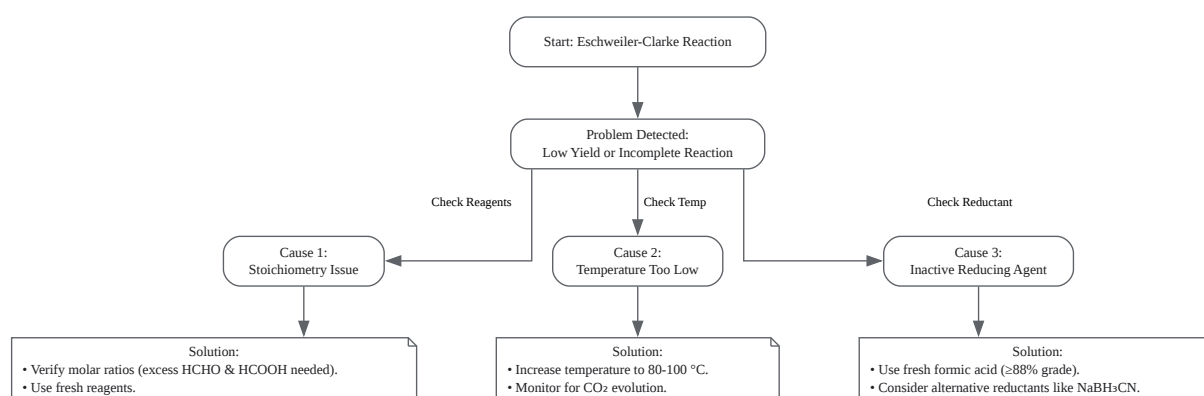 Start: Eschweiler-Clarke Reaction
Problem Detected:
Low Yield or Incomplete Reaction
Check Reagents
Check Temp
Check Reductant
Cause 1:
Stoichiometry Issue
Cause 2:
Temperature Too Low
Cause 3:
Inactive Reducing Agent
Solution:
• Verify molar ratios (excess HCHO & HCOOH needed).
• Use fresh reagents.
Solution:
• Increase temperature to 80-100 °C.
• Monitor for CO₂ evolution.
Solution:
• Use fresh formic acid (≥88% grade).
• Consider alternative reductants like NaBH₃CN.